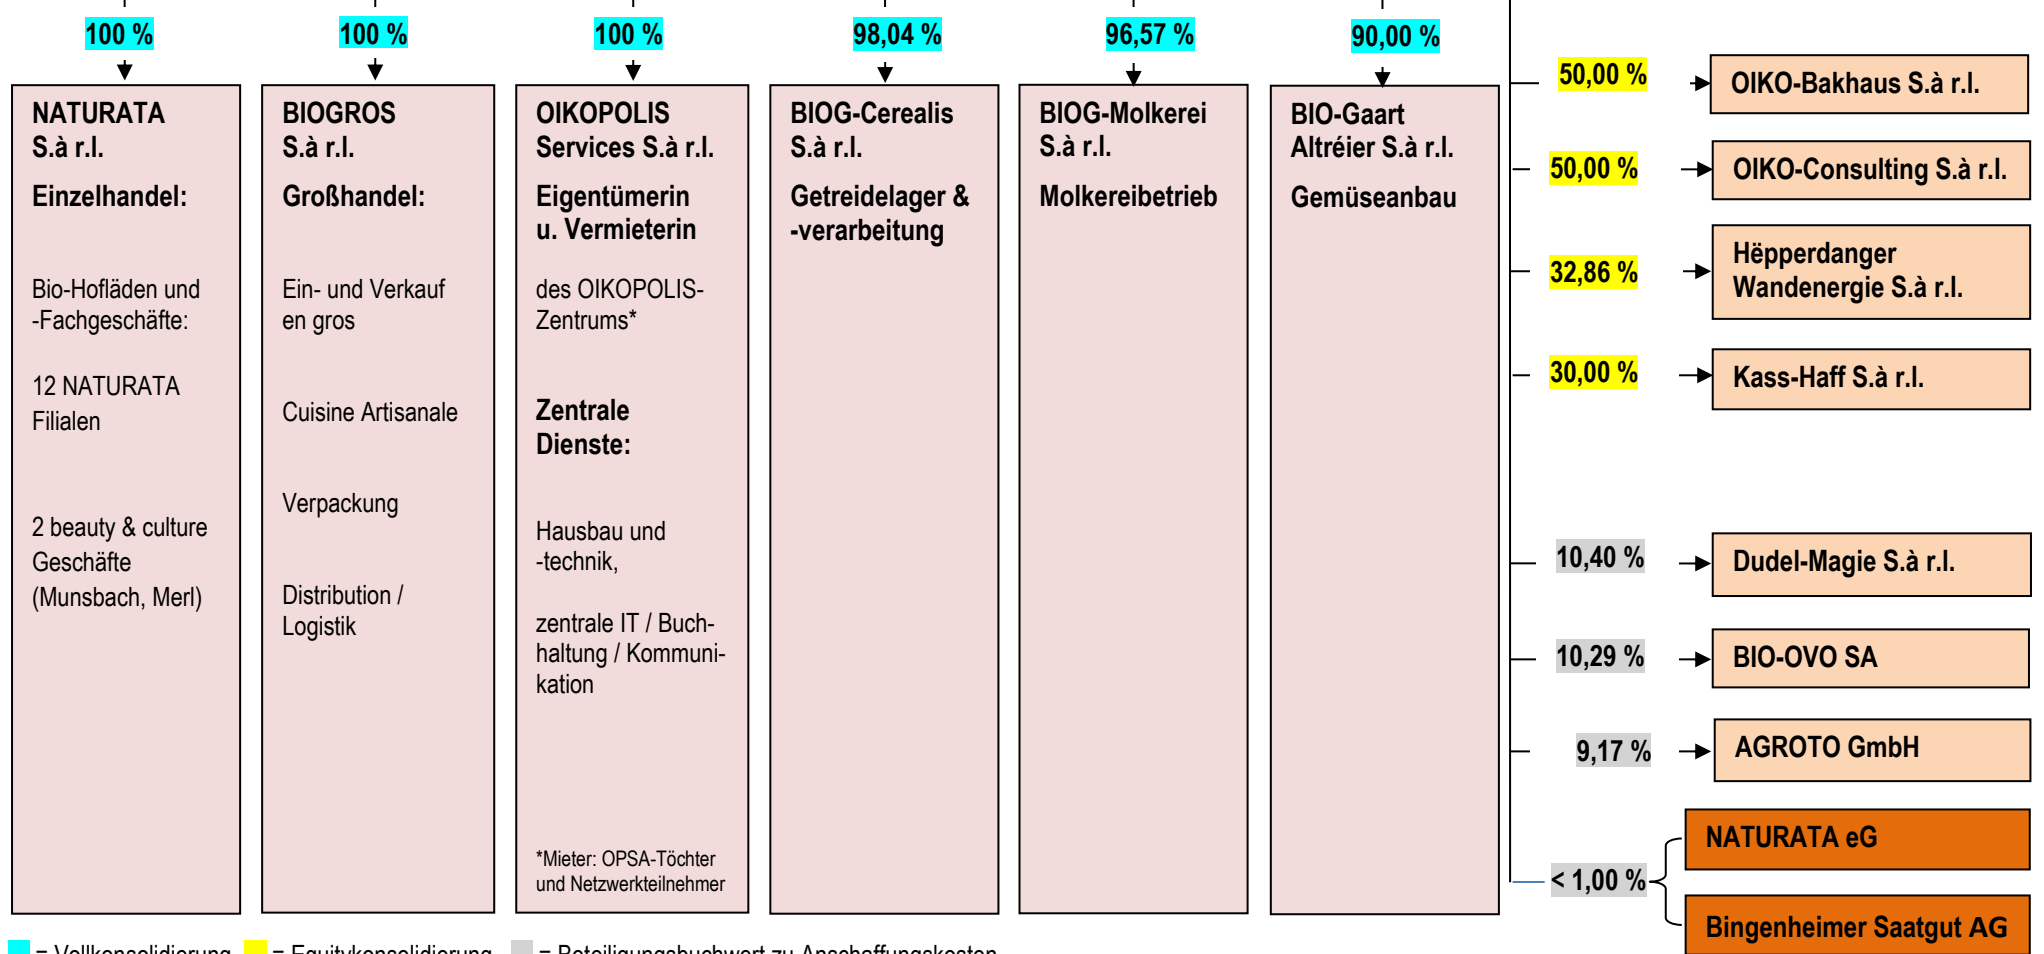 100 %
NATURATA
S.à r.l.
Einzelhandel:
Bio-Hofläden und
-Fachgeschäfte:
12 NATURATA
Filialen
2 beauty & culture
Geschäfte
(Munsbach, Merl)
100 %
BIOGROS
S.à r.l.
Großhandel:
Ein- und Verkauf
en gros
Cuisine Artisanale
Verpackung
Distribution /
Logistik
100 %
OIKOPOLIS
Services S.à r.l.
Eigentümerin
u. Vermieterin
des OIKOPOLIS-
Zentrums*
Zentrale
Dienste:
Hausbau und
-technik,
zentrale IT / Buch-
haltung / Kommuni-
kation
*Mieter: OPSA-Töchter
und Netzwerkteilnehmer
98,04 %
BIOG-Cerealis
S.à r.l.
Getreidelager &
-verarbeitung
96,57 %
BIOG-Molkerei
S.à r.l.
Molkereibetrieb
90,00 %
BIO-Gaart
Altréier S.à r.l.
Gemüseanbau
50,00 %
OIKO-Bakhaus S.à r.l.
50,00 %
OIKO-Consulting S.à r.l.
32,86 %
Hëpperdanger
Wandenergie S.à r.l.
30,00 %
Kass-Haff S.à r.l.
10,40 %
Dudel-Magie S.à r.l.
10,29 %
BIO-OVO SA
9,17 %
AGROTO GmbH
< 1,00 %
NATURATA eG
Bingenheimer Saatgut AG
= Vollkonsolidierung = Equitykonsolidierung = Beteiligungsbuchwert zu Anschaffungskosten